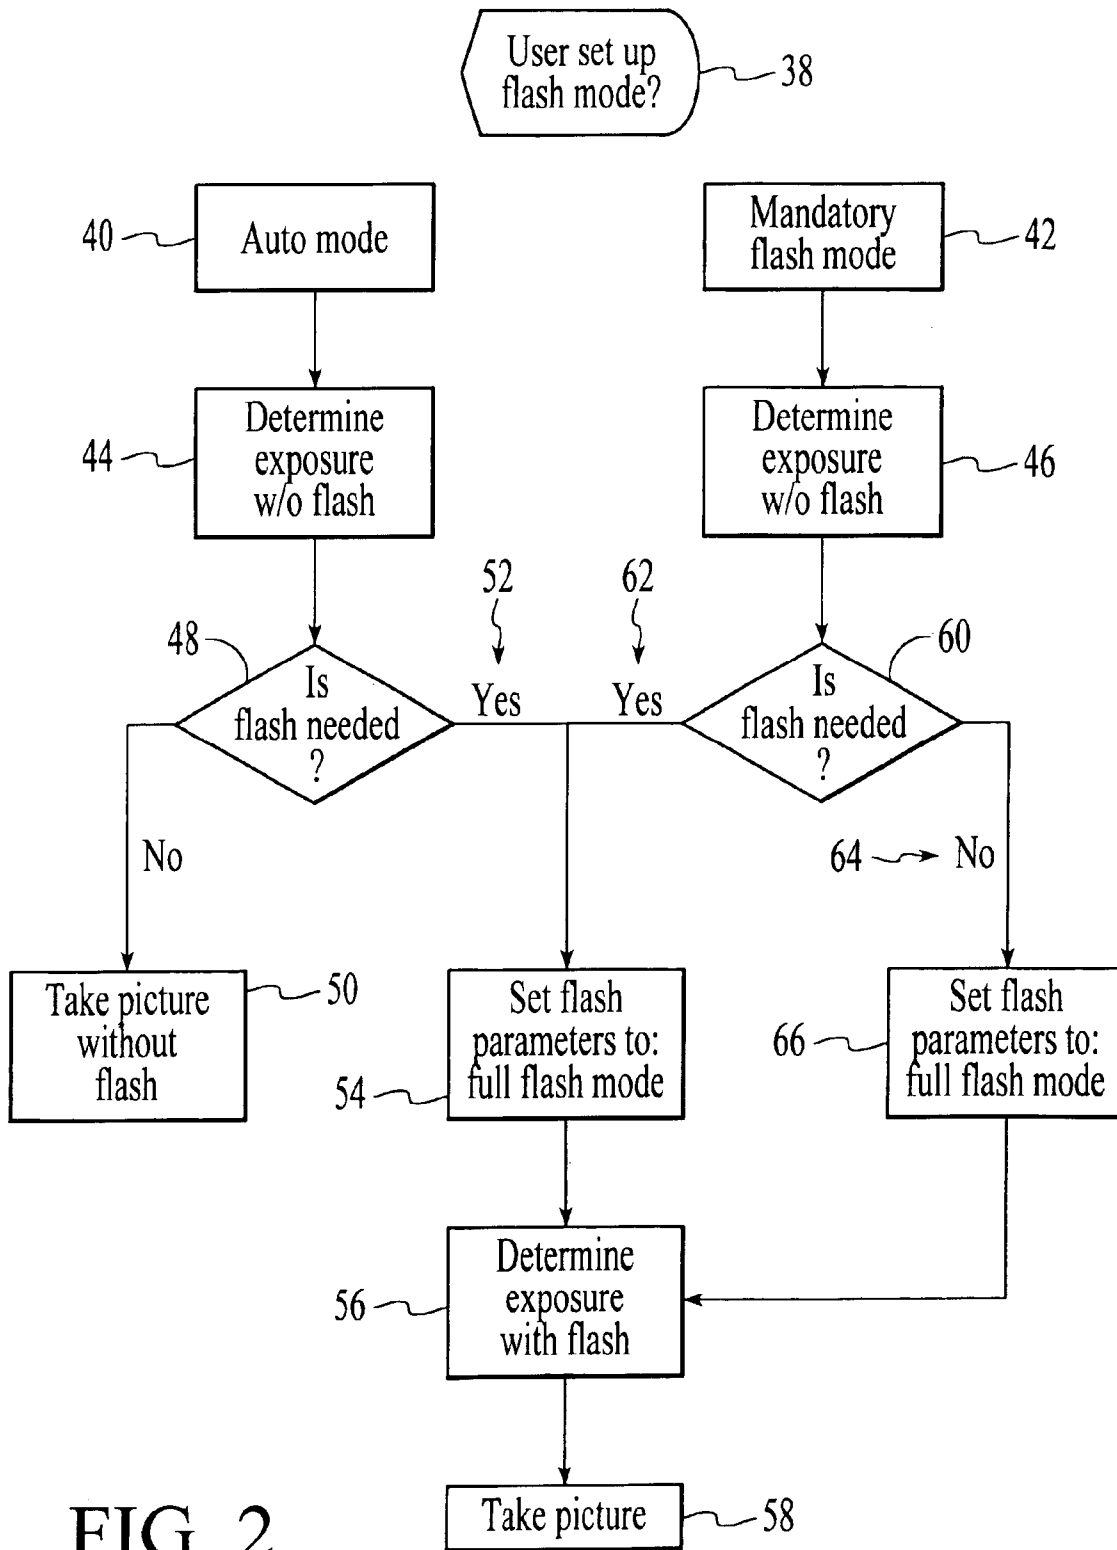 User set up
flash mode?
38
40
Auto mode
Mandatory
flash mode
42
44
Determine
exposure
w/o flash
Determine
exposure
w/o flash
46
52
62
48
Is
flash needed
?
Yes
Yes
Is
flash needed
?
60
No
64
No
Take picture
without
flash
50
Set flash
parameters to:
full flash mode
54
66
Set flash
parameters to:
full flash mode
56
Determine
exposure
with flash
Take picture
58
FIG. 2